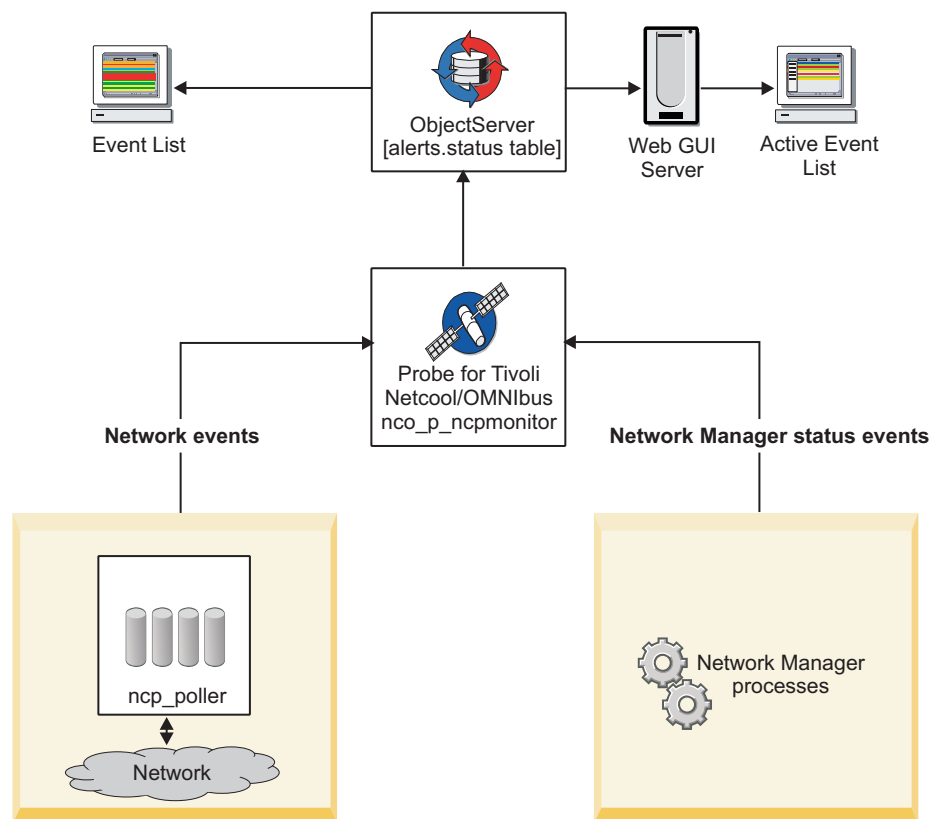 ObjectServer
[alerts.status table]
Event List
Web GUI
Server
Active Event
List
Probe for Tivoli
Netcool/OMNIbus
nco_p_ncpmonitor
Network events
Network Manager status events
ncp_poller
Network
Network Manager
processes